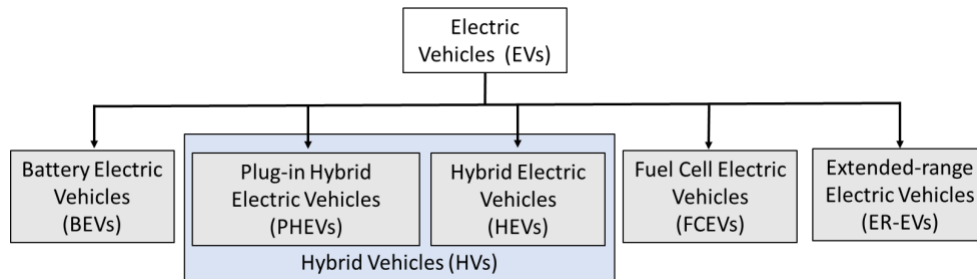 Electric
Vehicles (EVs)
Battery Electric
Vehicles
(BEVs)
Plug-in Hybrid
Electric Vehicles
(PHEVs)
Hybrid Electric
Vehicles
(HEVs)
Fuel Cell Electric
Vehicles
(FCEVs)
Extended-range
Electric Vehicles
(ER-EVs)
Hybrid Vehicles (HVs)